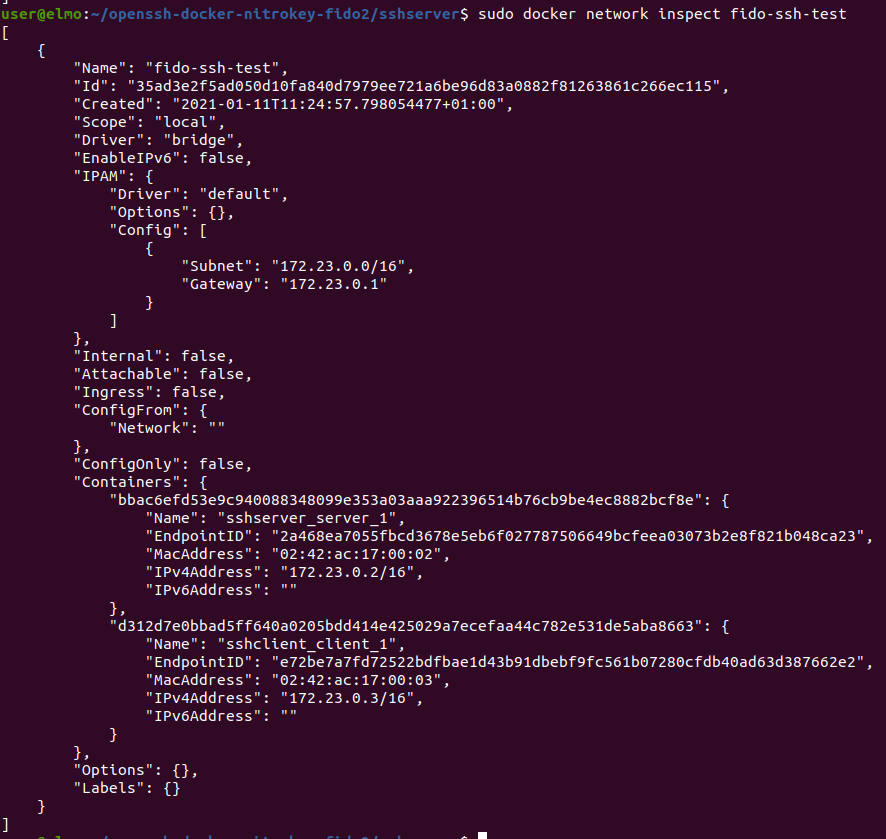 ]
user@elmo:~/openssh-docker-nitrokey-fido2/sshserver$ sudo docker network inspect fido-ssh-test
[
    {
        "Name": "fido-ssh-test",
        "Id": "35ad3e2f5ad050d10fa840d7979ee721a6be96d83a0882f81263861c266ec115",
        "Created": "2021-01-11T11:24:57.798054477+01:00",
        "Scope": "local",
        "Driver": "bridge",
        "EnableIPv6": false,
        "IPAM": {
            "Driver": "default",
            "Options": {},
            "Config": [
                {
                    "Subnet": "172.23.0.0/16",
                    "Gateway": "172.23.0.1"
                }
            ]
        },
        "Internal": false,
        "Attachable": false,
        "Ingress": false,
        "ConfigFrom": {
            "Network": ""
        },
        "ConfigOnly": false,
        "Containers": {
            "bbac6efd53e9c940088348099e353a03aaa922396514b76cb9be4ec8882bcf8e": {
                "Name": "sshserver_server_1",
                "EndpointID": "2a468ea7055fbcd3678e5eb6f027787506649bcfeea03073b2e8f821b048ca23",
                "MacAddress": "02:42:ac:17:00:02",
                "IPv4Address": "172.23.0.2/16",
                "IPv6Address": ""
            },
            "d312d7e0bbad5ff640a0205bdd414e425029a7ecefaa44c782e531de5aba8663": {
                "Name": "sshclient_client_1",
                "EndpointID": "e72be7a7fd72522bdfbae1d43b91dbebf9fc561b07280cfdb40ad63d387662e2",
                "MacAddress": "02:42:ac:17:00:03",
                "IPv4Address": "172.23.0.3/16",
                "IPv6Address": ""
            }
        },
        "Options": {},
        "Labels": {}
    }
]